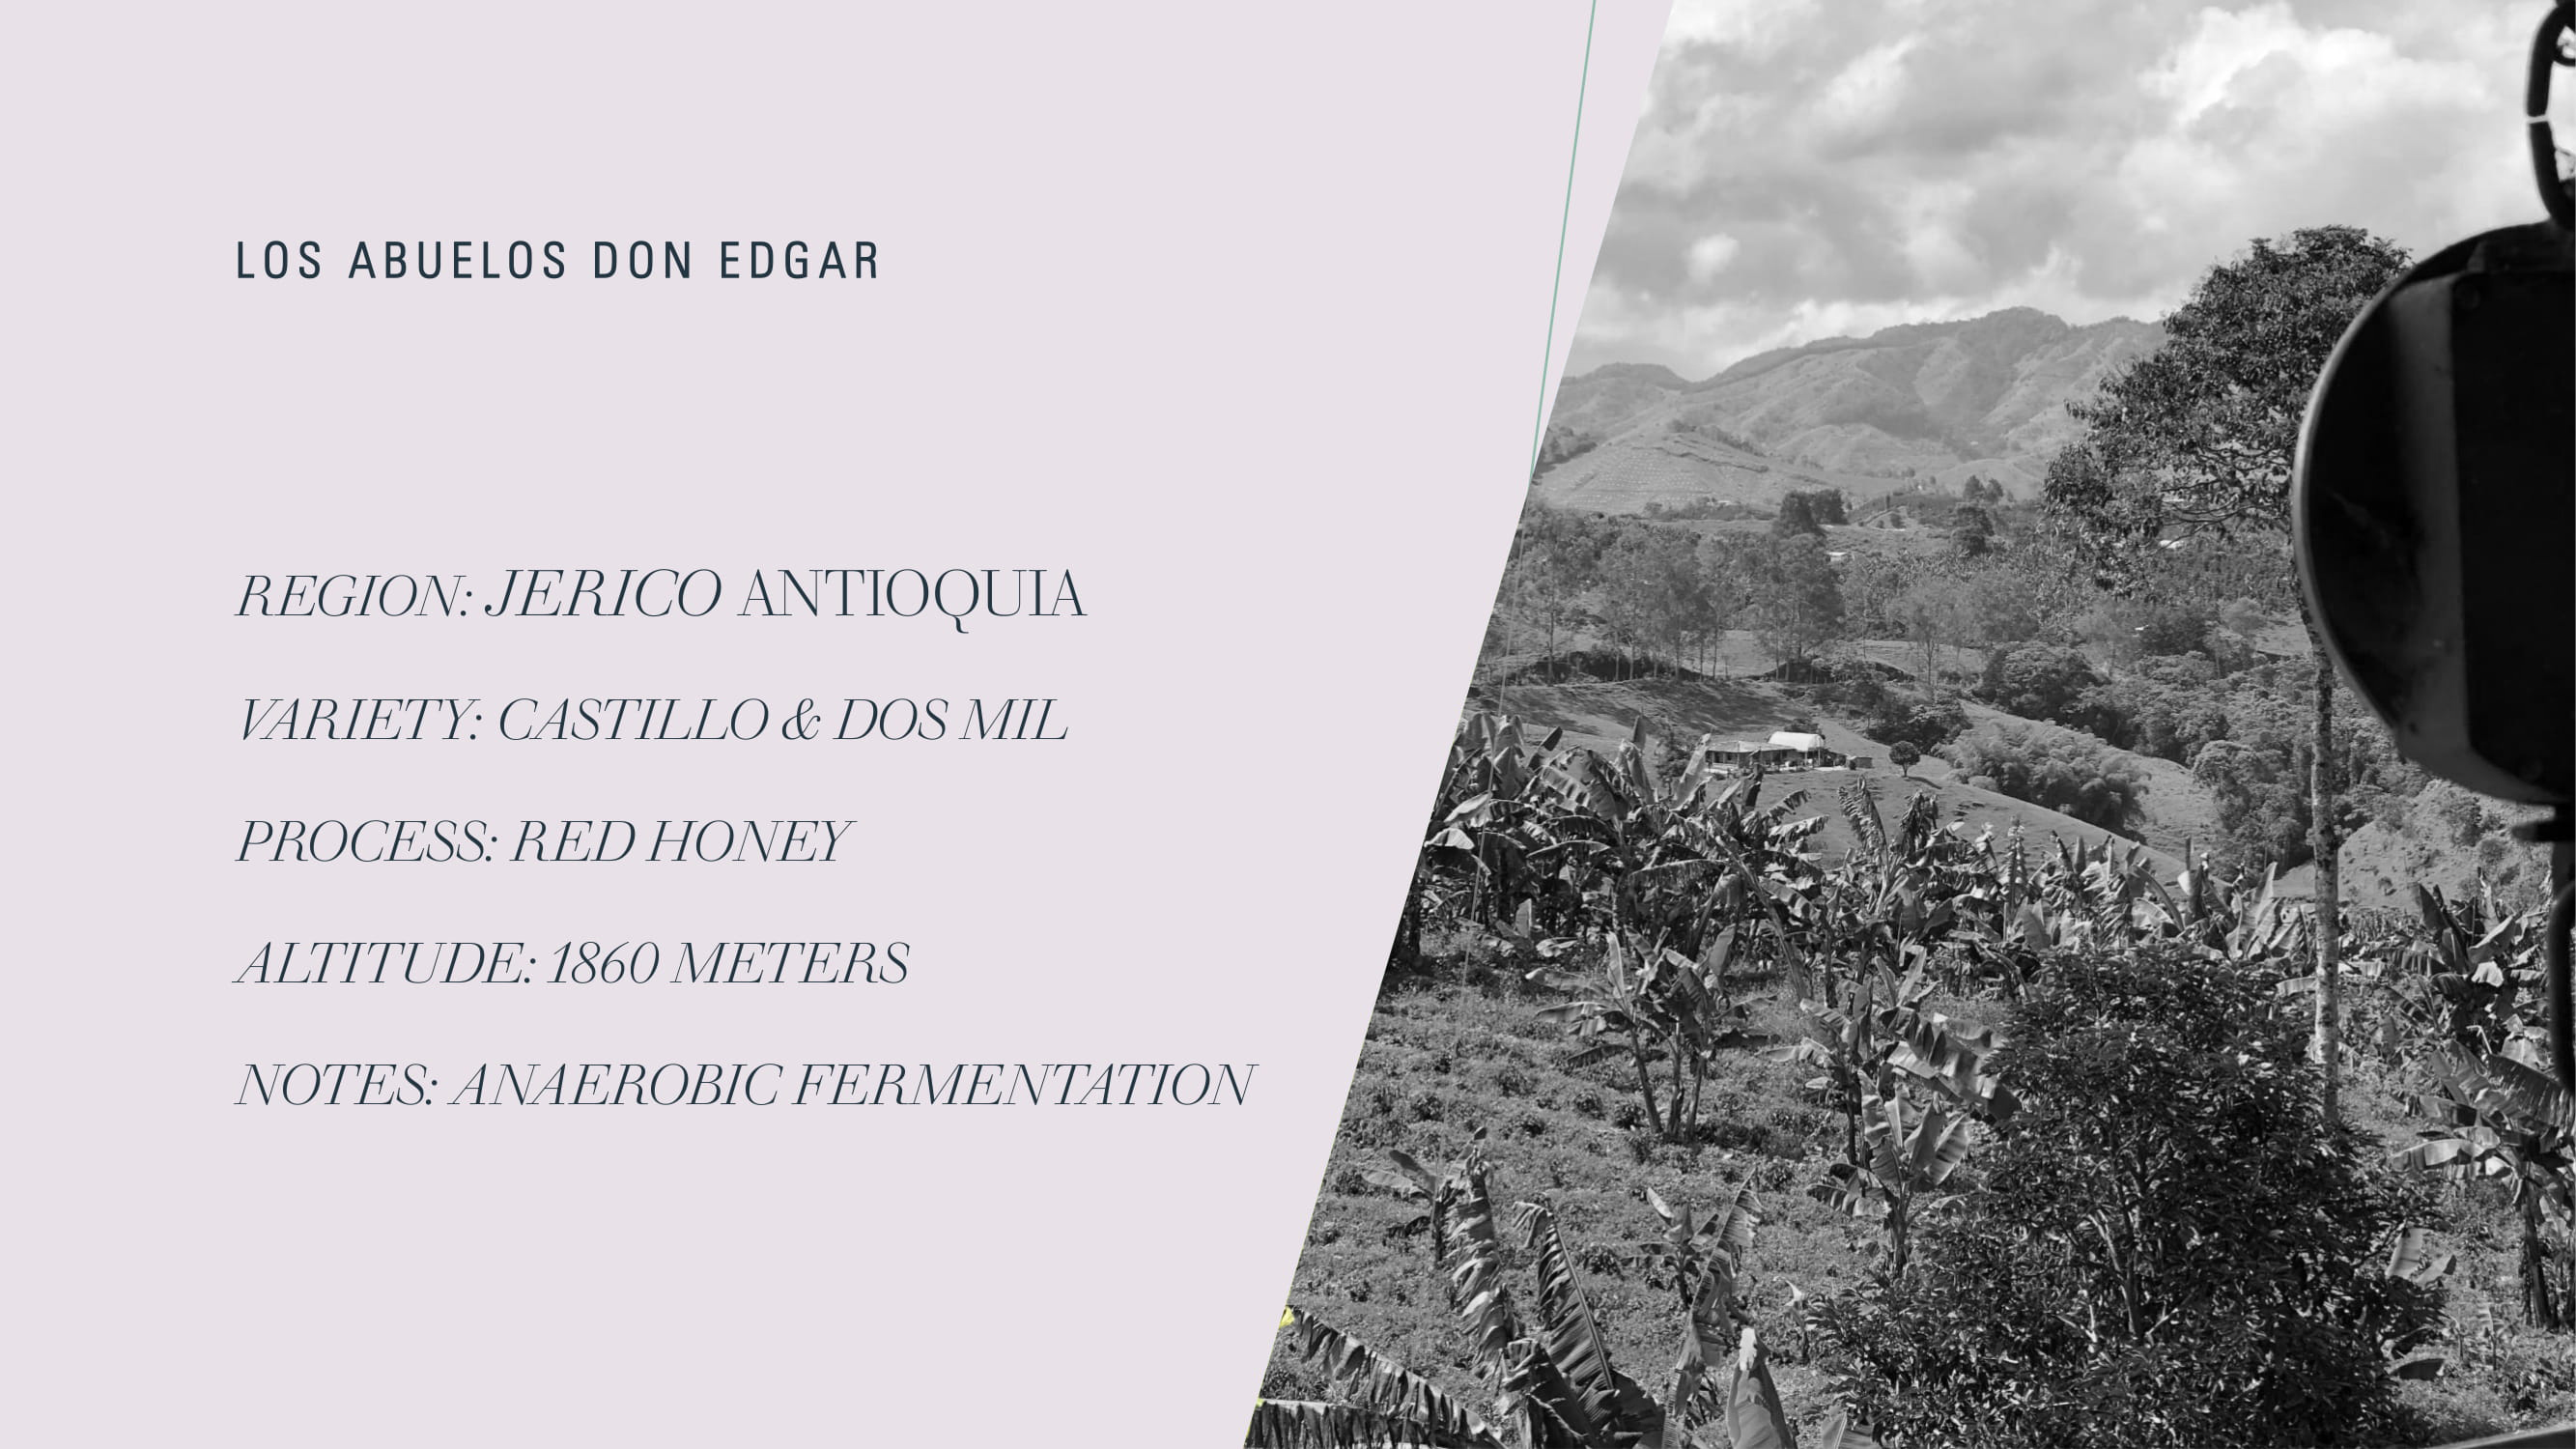 LOS ABUELOS DON EDGAR
REGION: JERICO ANTIOQUIA
VARIETY: CASTILLO & DOS MIL
PROCESS: RED HONEY
ALTITUDE: 1860 METERS
NOTES: ANAEROBIC FERMENTATION